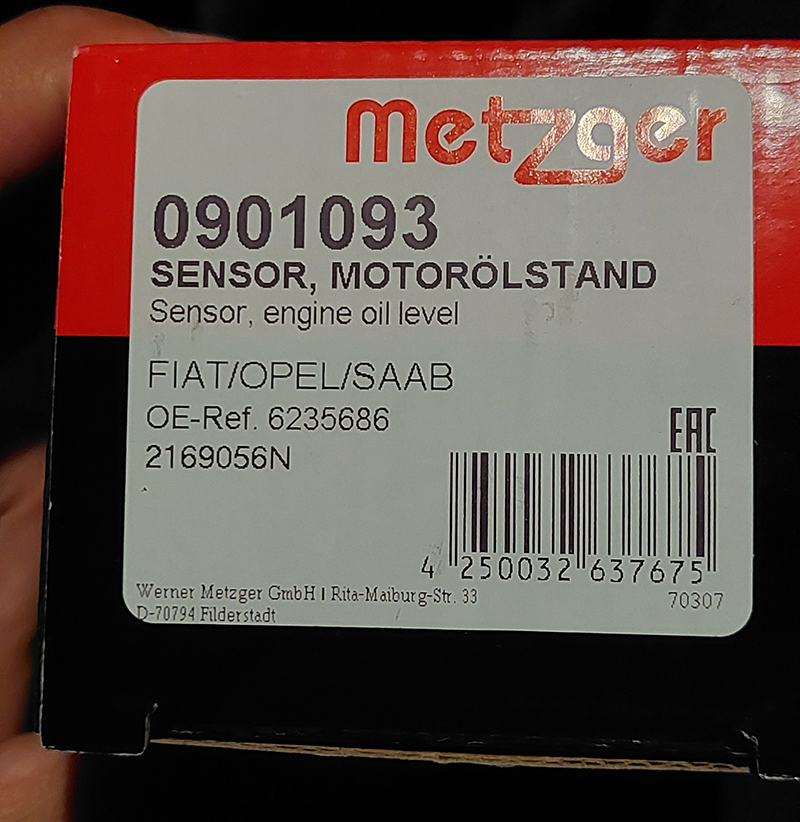 metzger
0901093
SENSOR, MOTORÖLSTAND
Sensor, engine oil level
FIAT/OPEL/SAAB
OE-Ref. 6235686
2169056N
EAC
4 250032 637675
Werner Metzger GmbH I Rita-Maiburg-Str. 33
D-70794 Filderstadt
70307